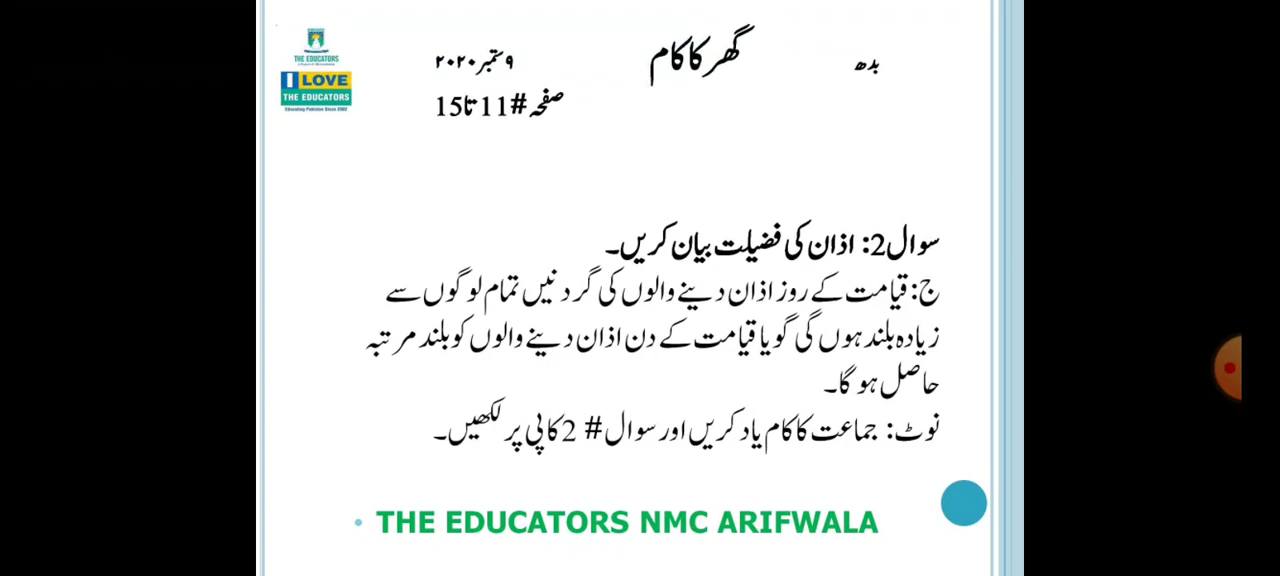 THE EDUCATORS
I LOVE
THE EDUCATORS
بدھ
گھر کا کام
۹ ستمبر ۲۰۲۰
صفحہ #11 تا 15
سوال 2: اذان کی فضیلت بیان کریں۔
ج: قیامت کے روز اذان دینے والوں کی گردنیں تمام لوگوں سے
زیادہ بلند ہوں گی گویا قیامت کے دن اذان دینے والوں کو بلند مرتبہ
حاصل ہو گا۔
نوٹ: جماعت کا کام یاد کریں اور سوال # 2 کاپی پر لکھیں۔
• THE EDUCATORS NMC ARIFWALA